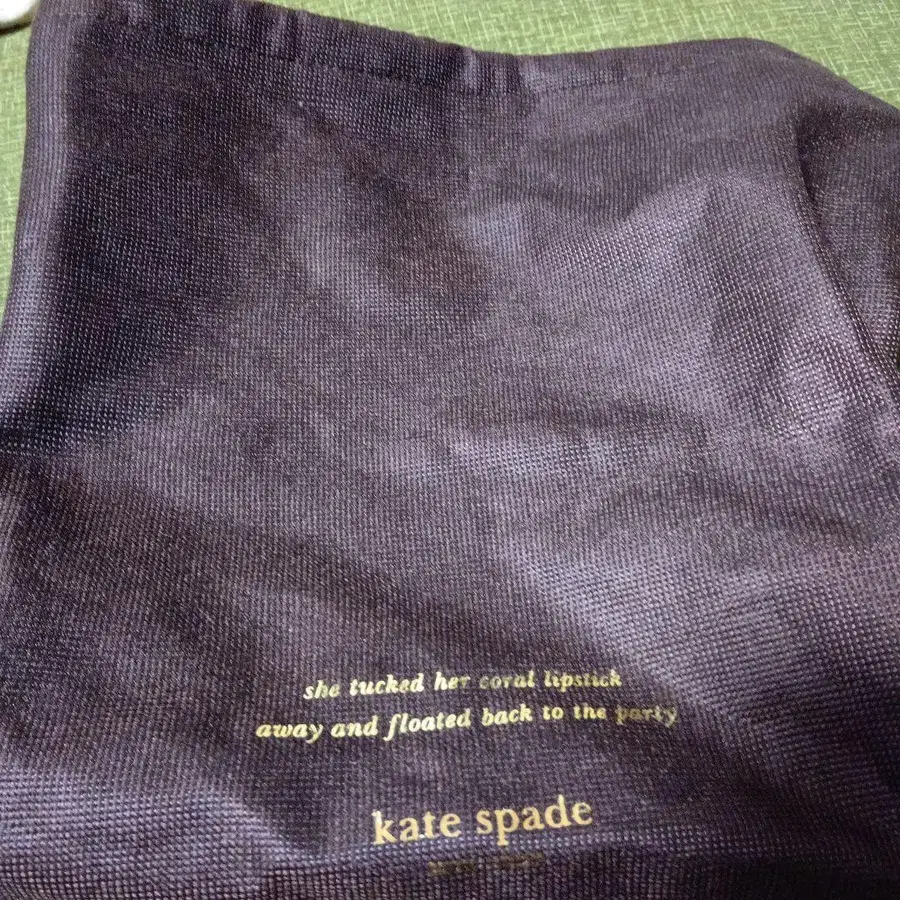 she tucked her coral lipstick
away and floated back to the party
kate spade